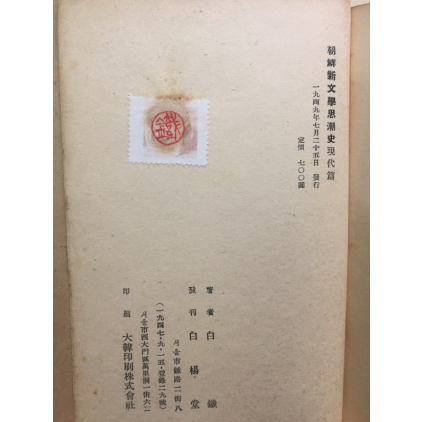 朝鮮新文學思潮史 現代篇
一九四九年七月二十五日 發行
定價 七〇〇圓
著者 白鐵
서울市鍾路二街八
發刊 白楊堂
(一九四七·九·一五·登錄二九號)
서울市西大門區萬里洞一街六二
印刷 大韓印刷株式會社